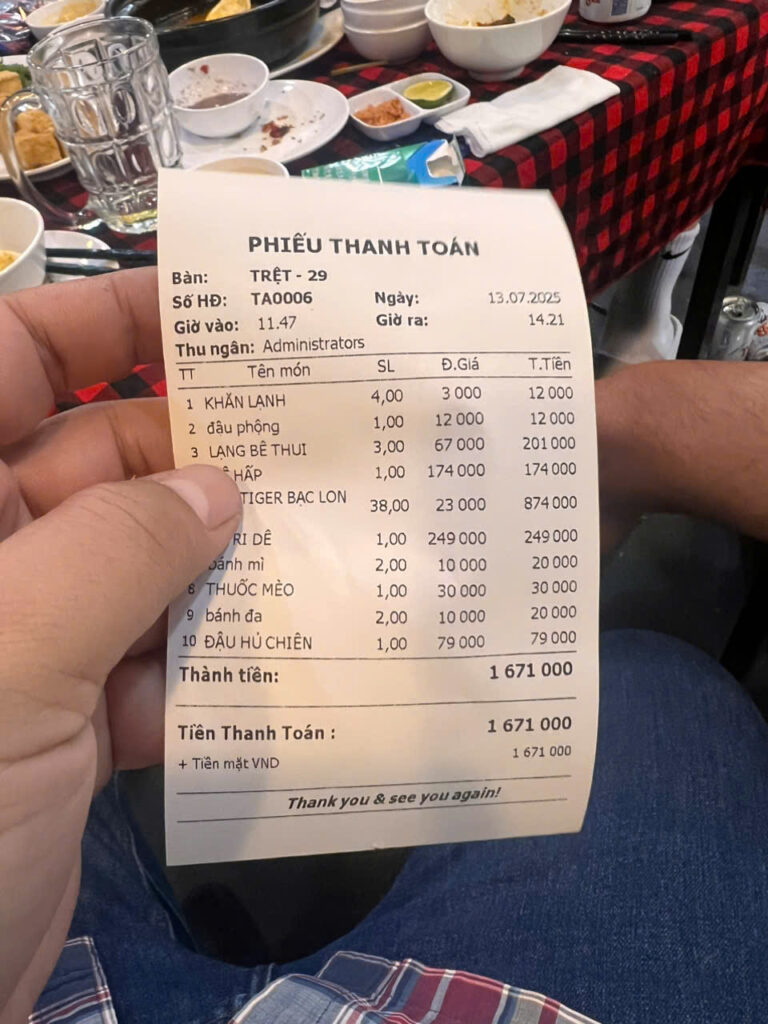 PHIẾU THANH TOÁN
Bàn: TRỆT - 29
Số HĐ: TA0006 Ngày: 13.07.2025
Giờ vào: 11.47 Giờ ra: 14.21
Thu ngân: Administrators
TT Tên món SL Đ.Giá T.Tiền
1 KHĂN LẠNH 4,00 3 000 12 000
2 đậu phộng 1,00 12 000 12 000
3 LẠNG BÊ THUI 3,00 67 000 201 000
HẤP 1,00 174 000 174 000
TIGER BẠC LON 38,00 23 000 874 000
RI DÊ 1,00 249 000 249 000
bánh mì 2,00 10 000 20 000
8 THUỐC MÈO 1,00 30 000 30 000
9 bánh đa 2,00 10 000 20 000
10 ĐẬU HỦ CHIÊN 1,00 79 000 79 000
Thành tiền: 1 671 000
Tiền Thanh Toán : 1 671 000
+ Tiền mặt VND 1 671 000
Thank you & see you again!